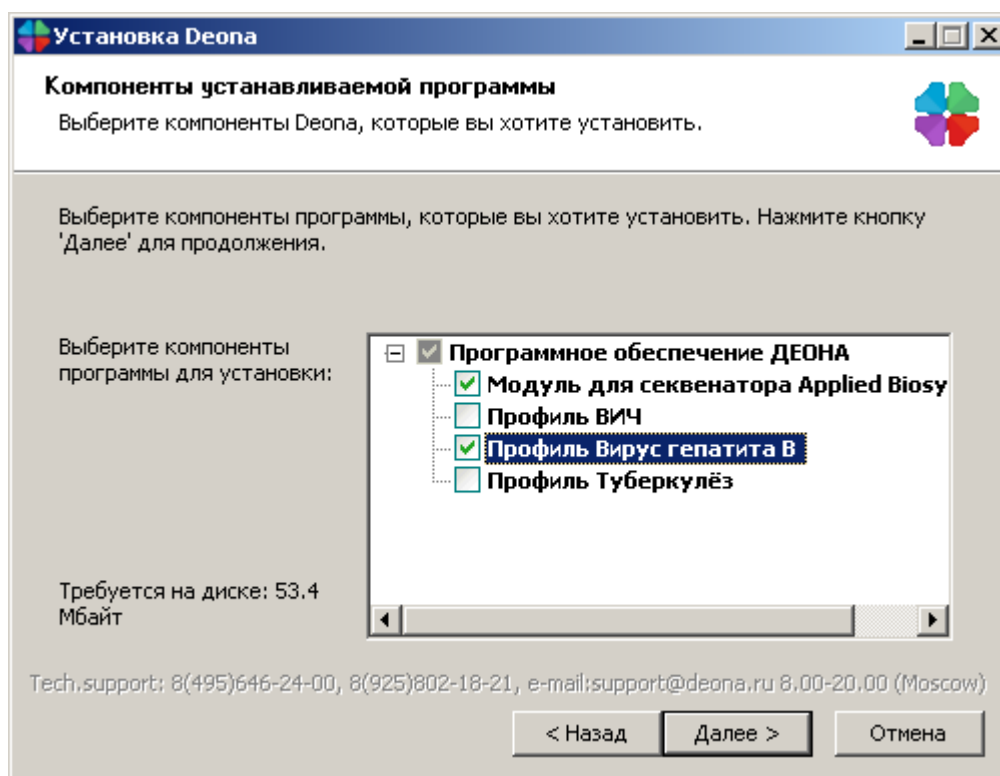 Установка Deona
Компоненты устанавливаемой программы
Выберите компоненты Deona, которые вы хотите установить.
Выберите компоненты программы, которые вы хотите установить. Нажмите кнопку
'Далее' для продолжения.
Выберите компоненты
программы для установки:
Программное обеспечение ДЕОНА
Модуль для секвенатора Applied Biosy
Профиль ВИЧ
Профиль Вирус гепатита В
Профиль Туберкулёз
Требуется на диске: 53.4
Мбайт
Tech.support: 8(495)646-24-00, 8(925)802-18-21, e-mail:support@deona.ru 8.00-20.00 (Moscow)
< Назад
Далее >
Отмена